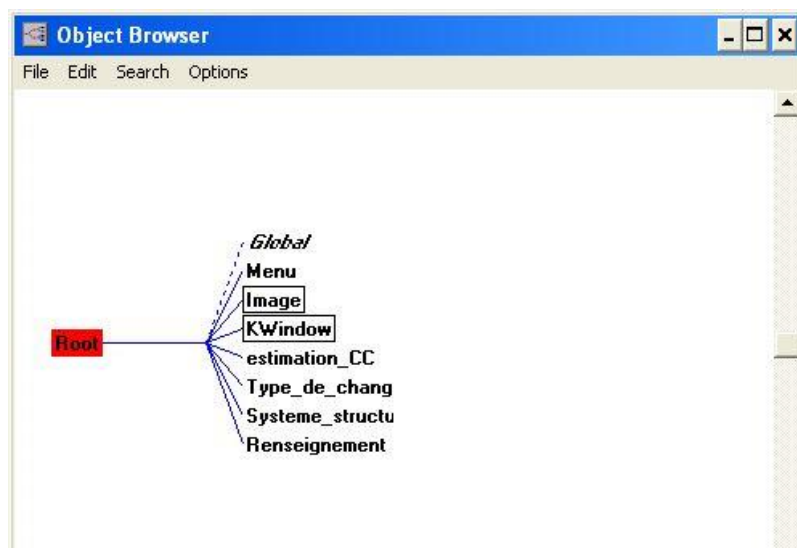 Object Browser
File Edit Search Options
Global
Menu
Image
KWindow
Root
estimation_CC
Type_de_chang
Systeme_structu
Renseignement